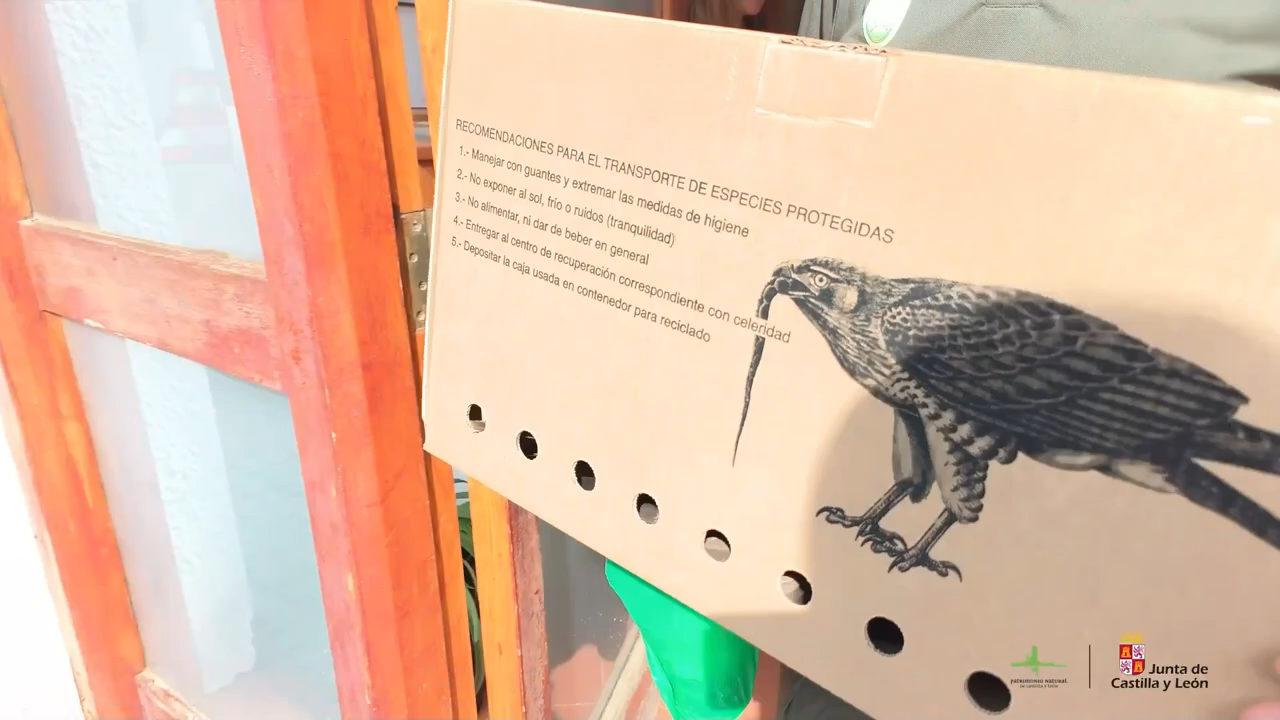 RECOMENDACIONES PARA EL TRANSPORTE DE ESPECIES PROTEGIDAS
1.- Manejar con guantes y extremar las medidas de higiene
2.- No exponer al sol, frío o ruidos (tranquilidad)
3.- No alimentar, ni dar de beber en general
4.- Entregar al centro de recuperación correspondiente con celeridad
5.- Depositar la caja usada en contenedor para reciclado
patrimonio natural
de castilla y león
Junta de
Castilla y León